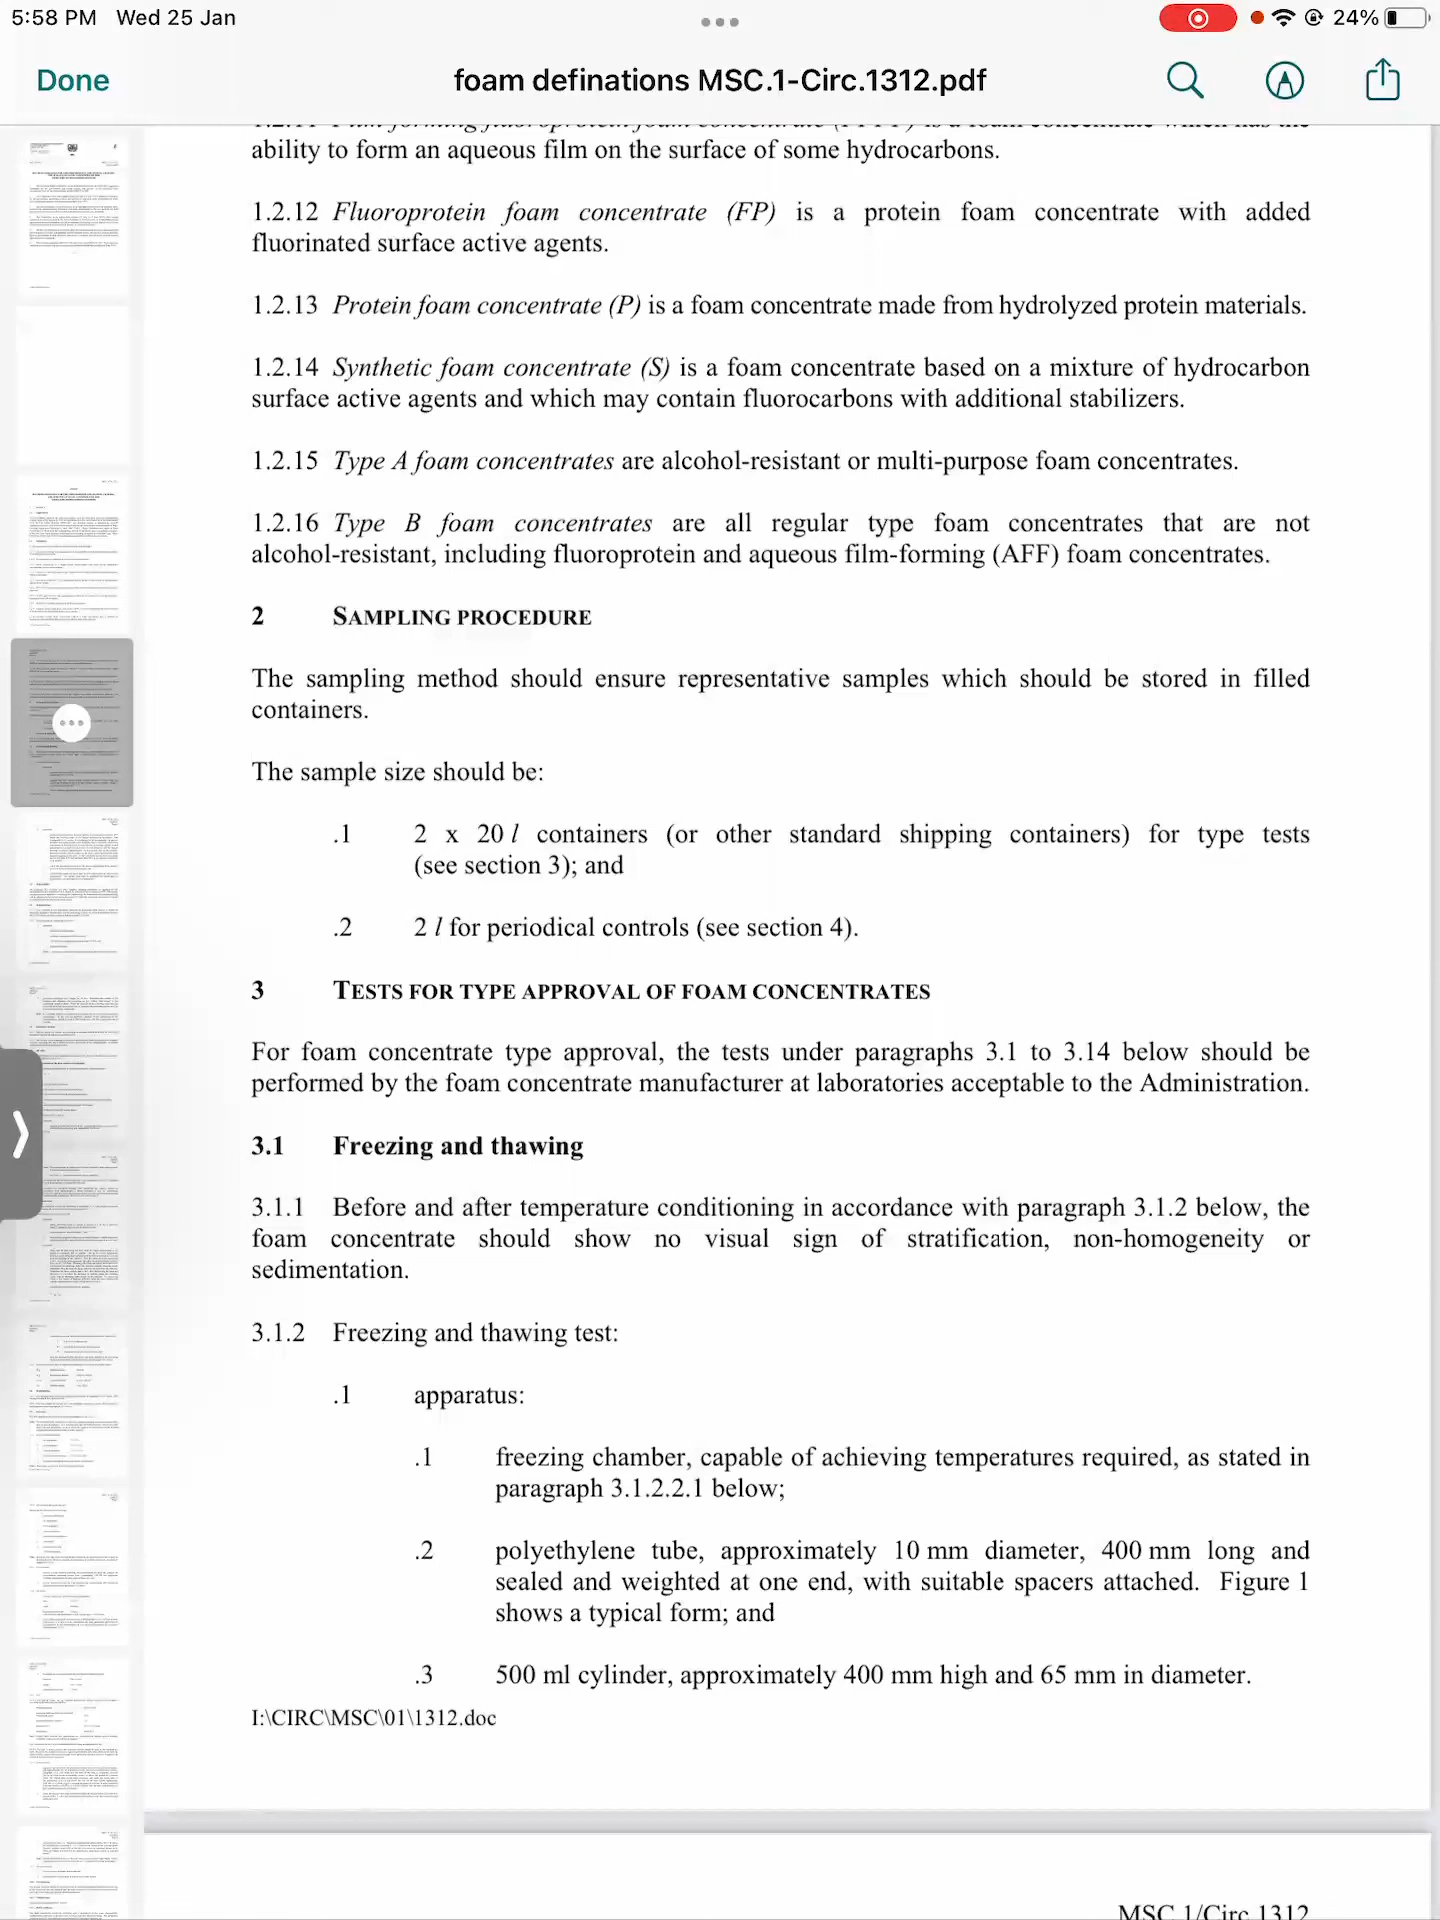 5:58 PM Wed 25 Jan
24%
Done
foam definations MSC.1-Circ.1312.pdf
ability to form an aqueous film on the surface of some hydrocarbons.
1.2.12 Fluoroprotein foam concentrate (FP) is a protein foam concentrate with added
fluorinated surface active agents.
1.2.13 Protein foam concentrate (P) is a foam concentrate made from hydrolyzed protein materials.
1.2.14 Synthetic foam concentrate (S) is a foam concentrate based on a mixture of hydrocarbon
surface active agents and which may contain fluorocarbons with additional stabilizers.
1.2.15 Type A foam concentrates are alcohol-resistant or multi-purpose foam concentrates.
1.2.16 Type B foam concentrates are all regular type foam concentrates that are not
alcohol-resistant, including fluoroprotein and aqueous film-forming (AFF) foam concentrates.
2 SAMPLING PROCEDURE
The sampling method should ensure representative samples which should be stored in filled
containers.
The sample size should be:
.1 2 x 20 l containers (or other standard shipping containers) for type tests
(see section 3); and
.2 2 l for periodical controls (see section 4).
3 TESTS FOR TYPE APPROVAL OF FOAM CONCENTRATES
For foam concentrate type approval, the tests under paragraphs 3.1 to 3.14 below should be
performed by the foam concentrate manufacturer at laboratories acceptable to the Administration.
3.1 Freezing and thawing
3.1.1 Before and after temperature conditioning in accordance with paragraph 3.1.2 below, the
foam concentrate should show no visual sign of stratification, non-homogeneity or
sedimentation.
3.1.2 Freezing and thawing test:
.1 apparatus:
.1 freezing chamber, capable of achieving temperatures required, as stated in
paragraph 3.1.2.2.1 below;
.2 polyethylene tube, approximately 10 mm diameter, 400 mm long and
sealed and weighted at one end, with suitable spacers attached. Figure 1
shows a typical form; and
.3 500 ml cylinder, approximately 400 mm high and 65 mm in diameter.
I:\CIRC\MSC\01\1312.doc
MSC.1/Circ.1312